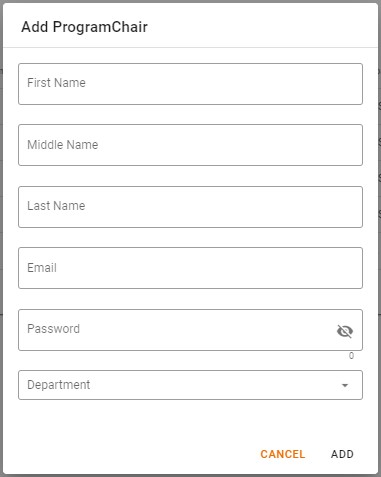 Add ProgramChair
First Name
Middle Name
Last Name
Email
Password
0
Department
CANCEL ADD